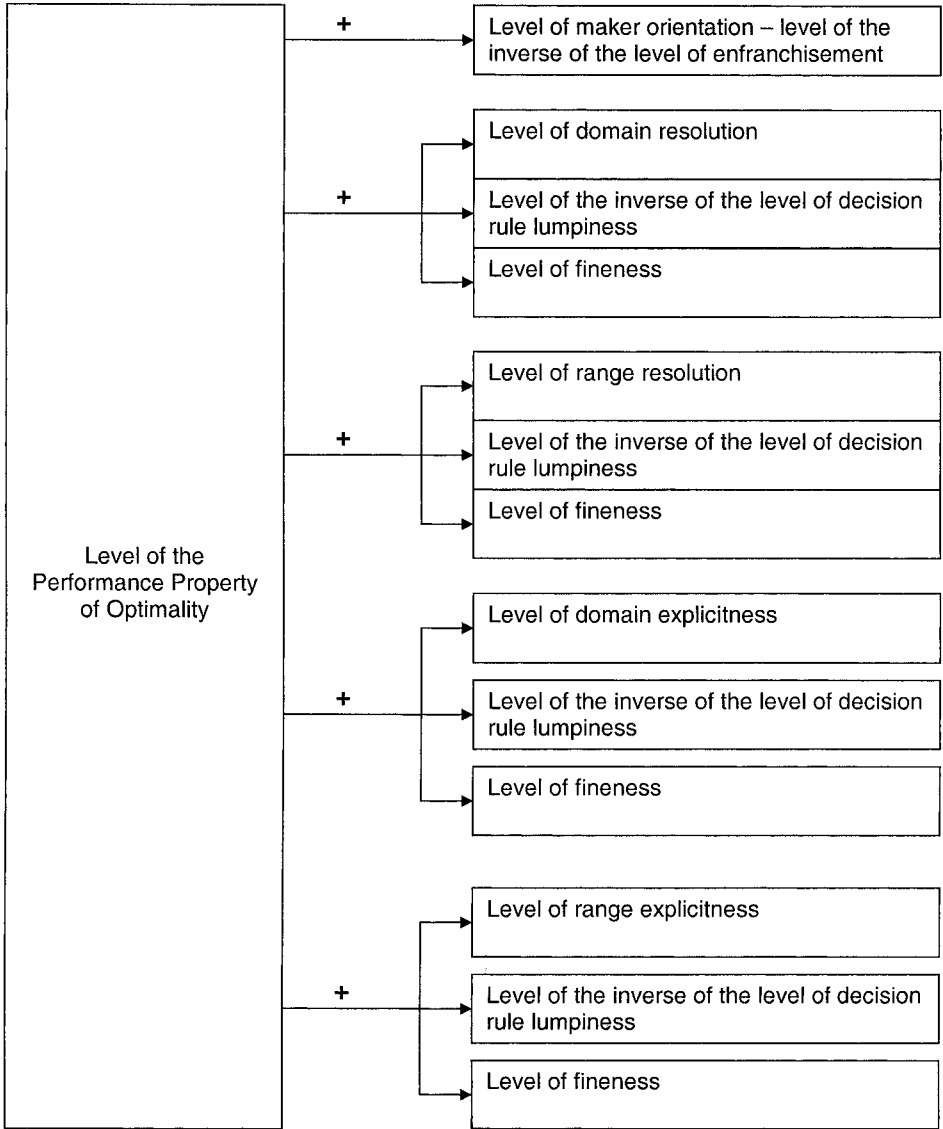 +
Level of maker orientation – level of the
inverse of the level of enfranchisement
Level of domain resolution
+
Level of the inverse of the level of decision
rule lumpiness
Level of fineness
Level of range resolution
+
Level of the inverse of the level of decision
rule lumpiness
Level of fineness
Level of the
Performance Property
of Optimality
Level of domain explicitness
+
Level of the inverse of the level of decision
rule lumpiness
Level of fineness
Level of range explicitness
+
Level of the inverse of the level of decision
rule lumpiness
Level of fineness